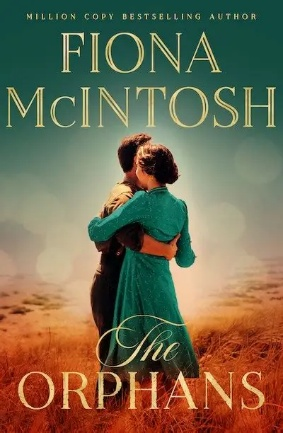 MILLION COPY BESTSELLING AUTHOR
FIONA
McINTOSH
The
ORPHANS